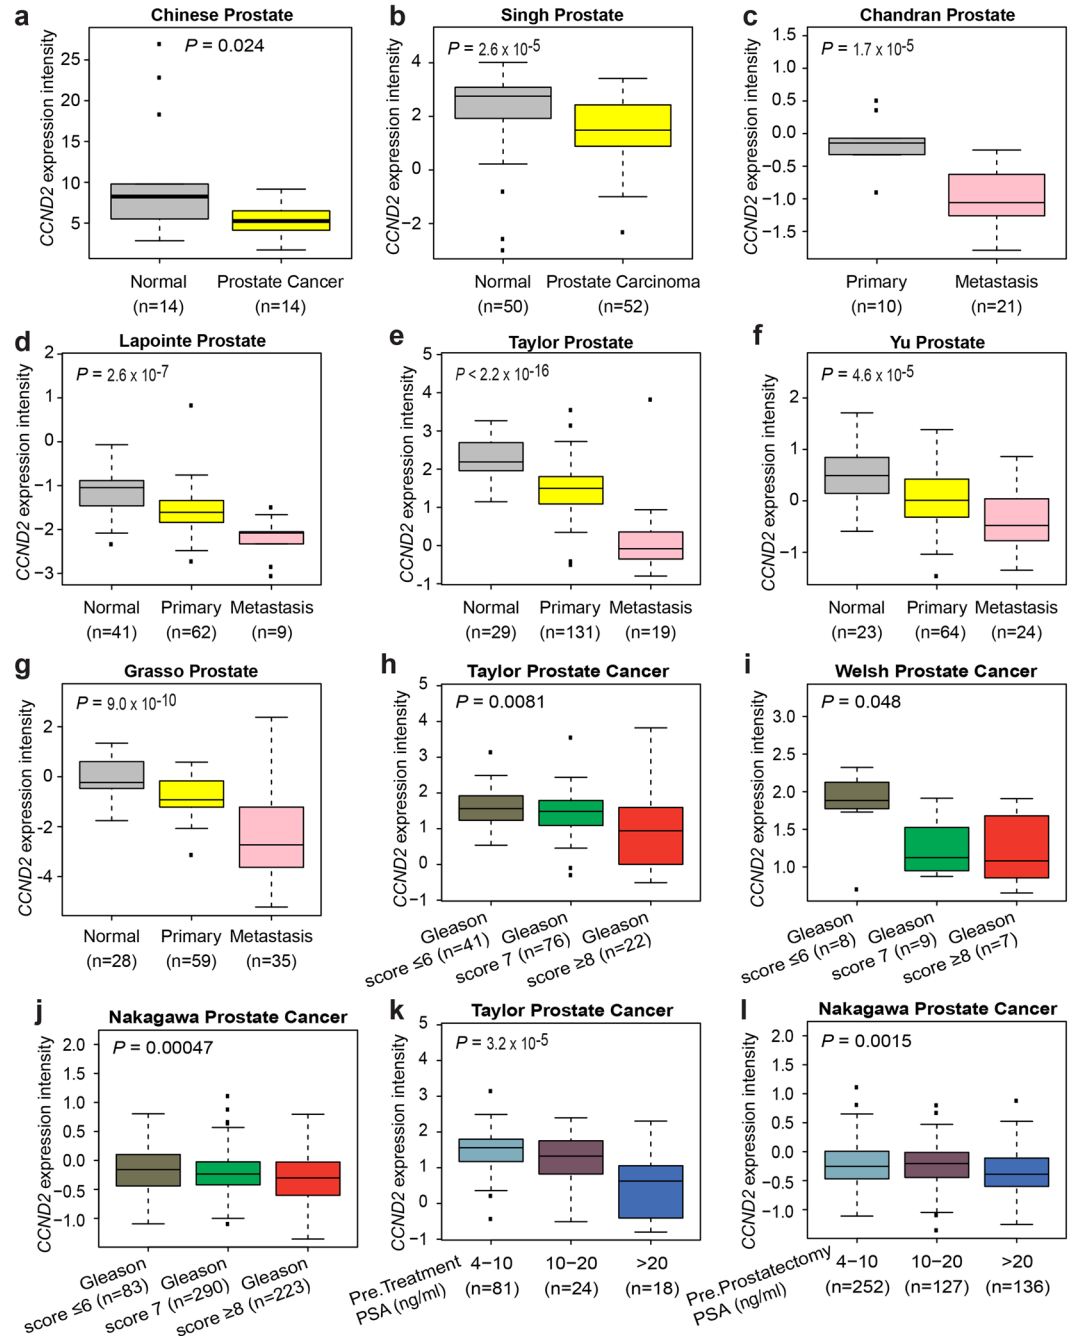 a
Chinese Prostate
P = 0.024
CCND2 expression intensity
25
20
15
10
5
Normal
(n=14)
Prostate Cancer
(n=14)
b
Singh Prostate
P = 2.6 x 10-5
CCND2 expression intensity
4
2
0
−2
Normal
(n=50)
Prostate Carcinoma
(n=52)
c
Chandran Prostate
P = 1.7 x 10-5
CCND2 expression intensity
1.5
1.0
0.5
0.0
−0.5
−1.0
−1.5
Primary
(n=10)
Metastasis
(n=21)
d
Lapointe Prostate
P = 2.6 x 10-7
CCND2 expression intensity
2
0
−2
−3
Normal
(n=41)
Primary
(n=62)
Metastasis
(n=9)
e
Taylor Prostate
P < 2.2 x 10-16
CCND2 expression intensity
5
4
3
2
1
0
-1
Normal
(n=29)
Primary
(n=131)
Metastasis
(n=19)
f
Yu Prostate
P = 4.6 x 10-5
CCND2 expression intensity
2
1
0
−1
Normal
(n=23)
Primary
(n=64)
Metastasis
(n=24)
g
Grasso Prostate
P = 9.0 x 10-10
CCND2 expression intensity
2
0
-2
-4
Normal
(n=28)
Primary
(n=59)
Metastasis
(n=35)
h
Taylor Prostate Cancer
P = 0.0081
CCND2 expression intensity
5
4
3
2
1
0
−1
Gleason
score ≤6 (n=41)
Gleason
score 7 (n=76)
Gleason
score ≥8 (n=22)
i
Welsh Prostate Cancer
P = 0.048
CCND2 expression intensity
3.0
2.0
1.5
1.0
Gleason
score ≤6 (n=8)
Gleason
score 7 (n=9)
Gleason
score ≥8 (n=7)
j
Nakagawa Prostate Cancer
P = 0.00047
CCND2 expression intensity
2.0
1.5
1.0
0.5
0.0
−0.5
−1.0
Gleason
score ≤6 (n=83)
Gleason
score 7 (n=290)
Gleason
score ≥8 (n=223)
k
Taylor Prostate Cancer
P = 3.2 x 10-5
CCND2 expression intensity
5
4
3
2
1
0
−1
Pre.Treatment
PSA (ng/ml)
4−10
(n=81)
10−20
(n=24)
>20
(n=18)
l
Nakagawa Prostate Cancer
P = 0.0015
CCND2 expression intensity
2.0
1.5
1.0
0.5
0.0
−0.5
−1.0
Pre.Prostatectomy
PSA (ng/ml)
4−10
(n=252)
10−20
(n=127)
>20
(n=136)